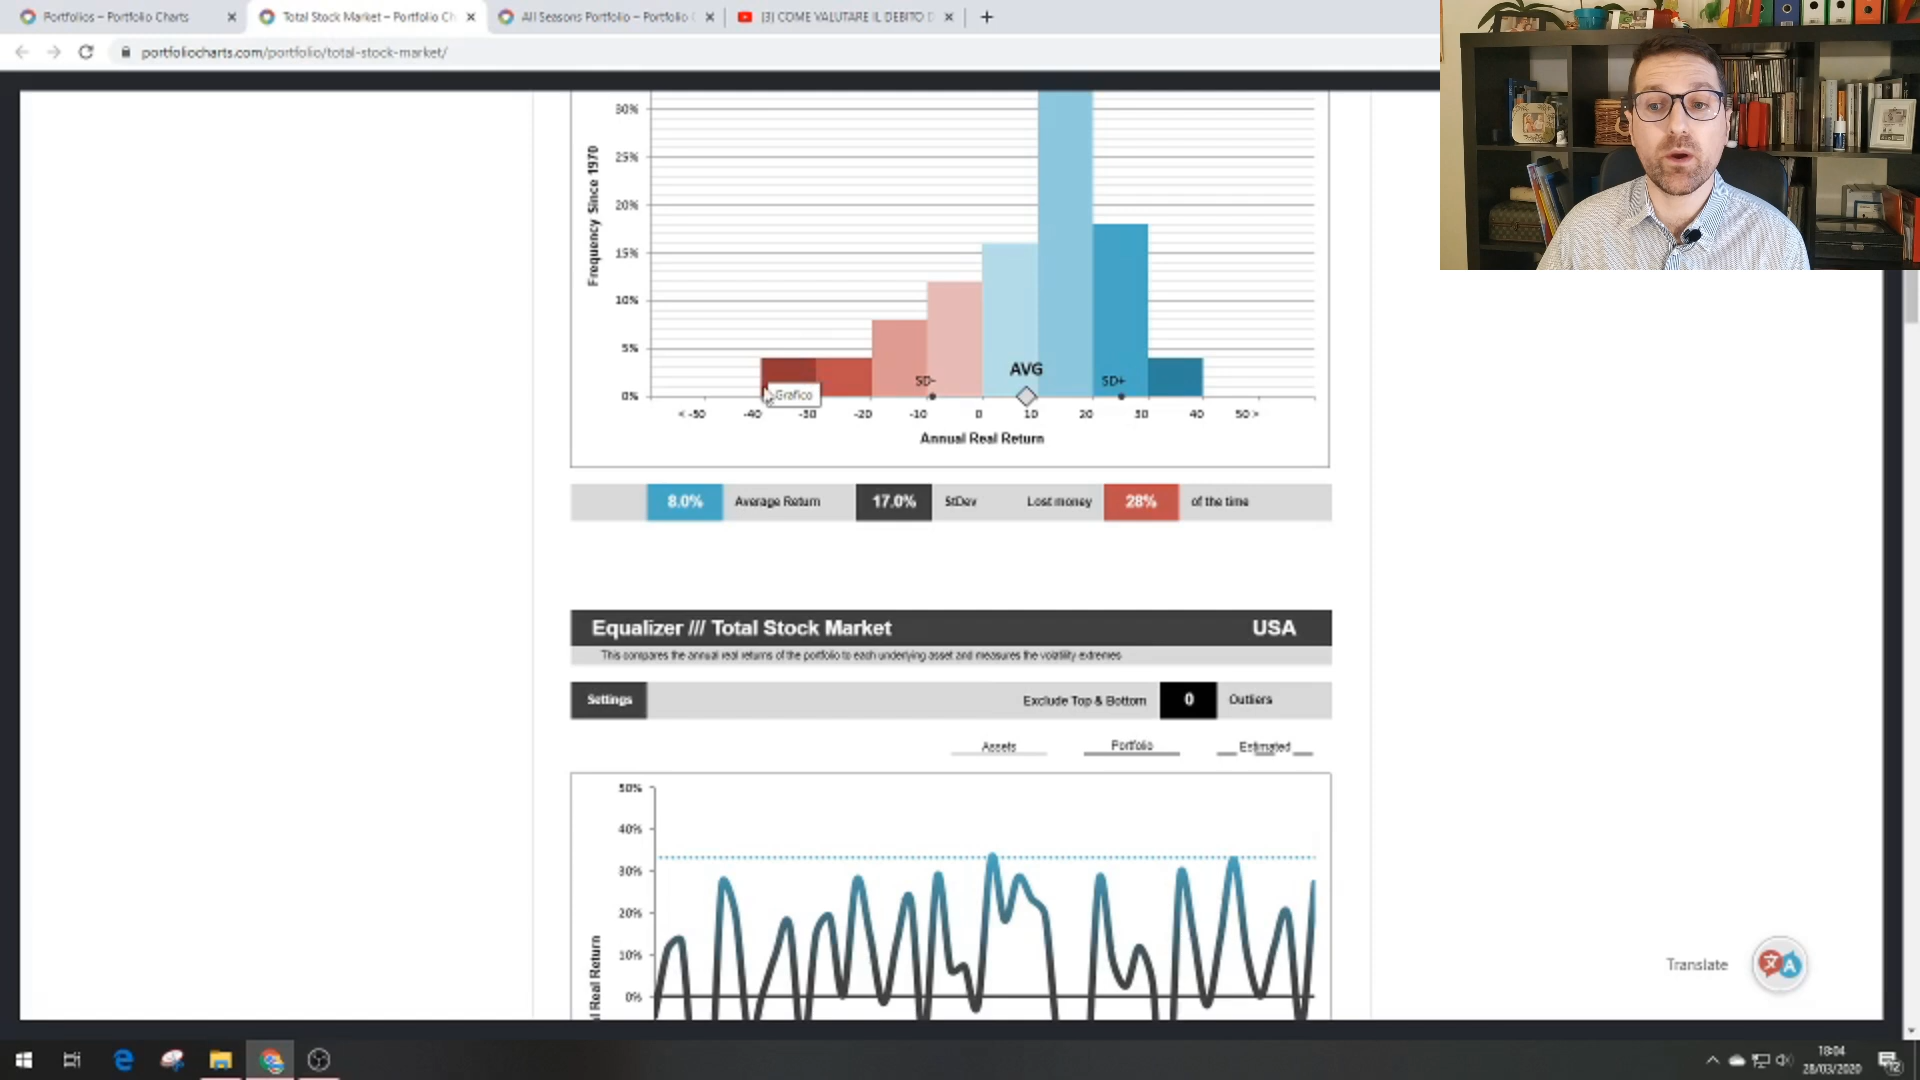 Portfolios – Portfolio Charts
Total Stock Market – Portfolio Ch
All Seasons Portfolio – Portfolio
(3) COME VALUTARE IL DEBITO D
portfoliocharts.com/portfolio/total-stock-market/
Frequency Since 1970
30%
25%
20%
15%
10%
5%
0%
AVG
SD-
SD+
Grafico
< -50 -40 -30 -20 -10 0 10 20 30 40 50 >
Annual Real Return
8.0% Average Return 17.0% StDev Lost money 28% of the time
Equalizer /// Total Stock Market USA
This compares the annual real returns of the portfolio to each underlying asset and measures the volatility extremes
Settings Exclude Top & Bottom 0 Outliers
Assets Portfolio Estimated
50%
40%
30%
20%
10%
0%
Real Return
Translate
18:04
28/03/2020
12